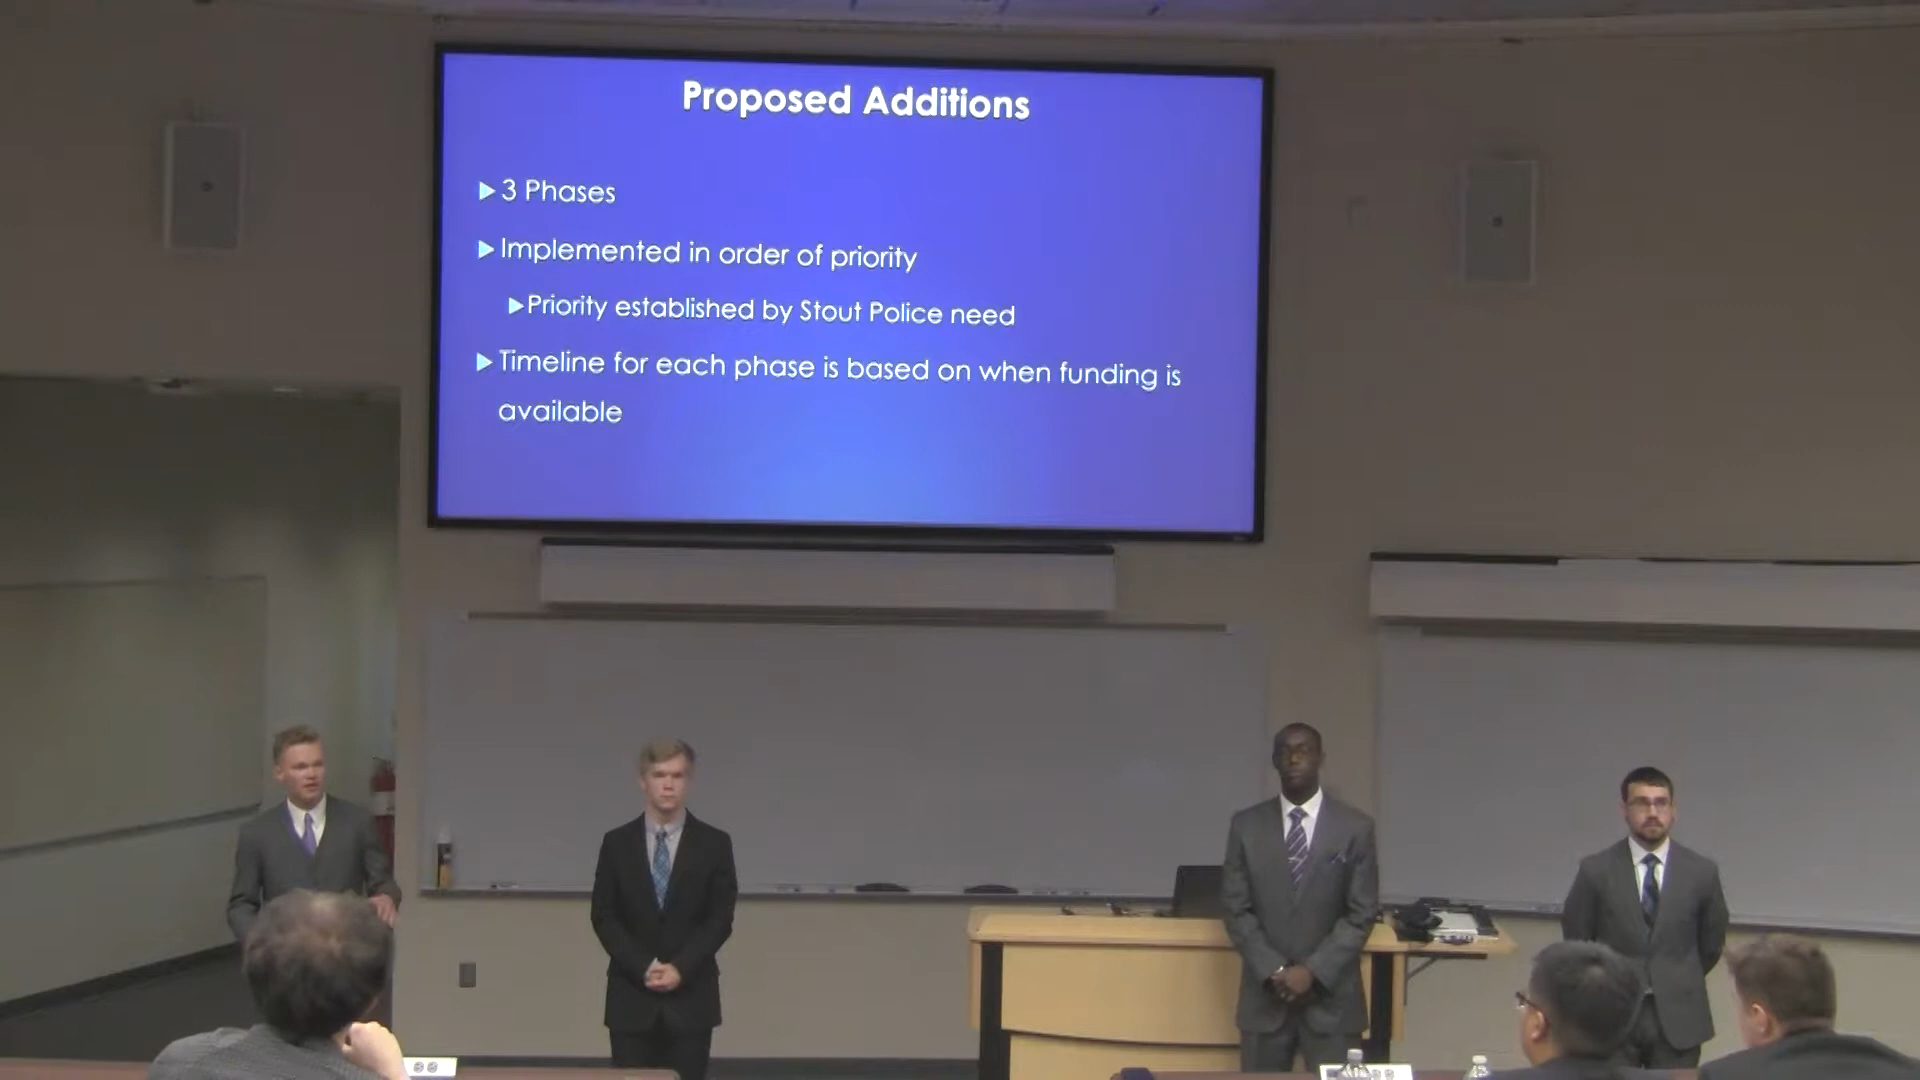 Proposed Additions
3 Phases
Implemented in order of priority
Priority established by Stout Police need
Timeline for each phase is based on when funding is
available